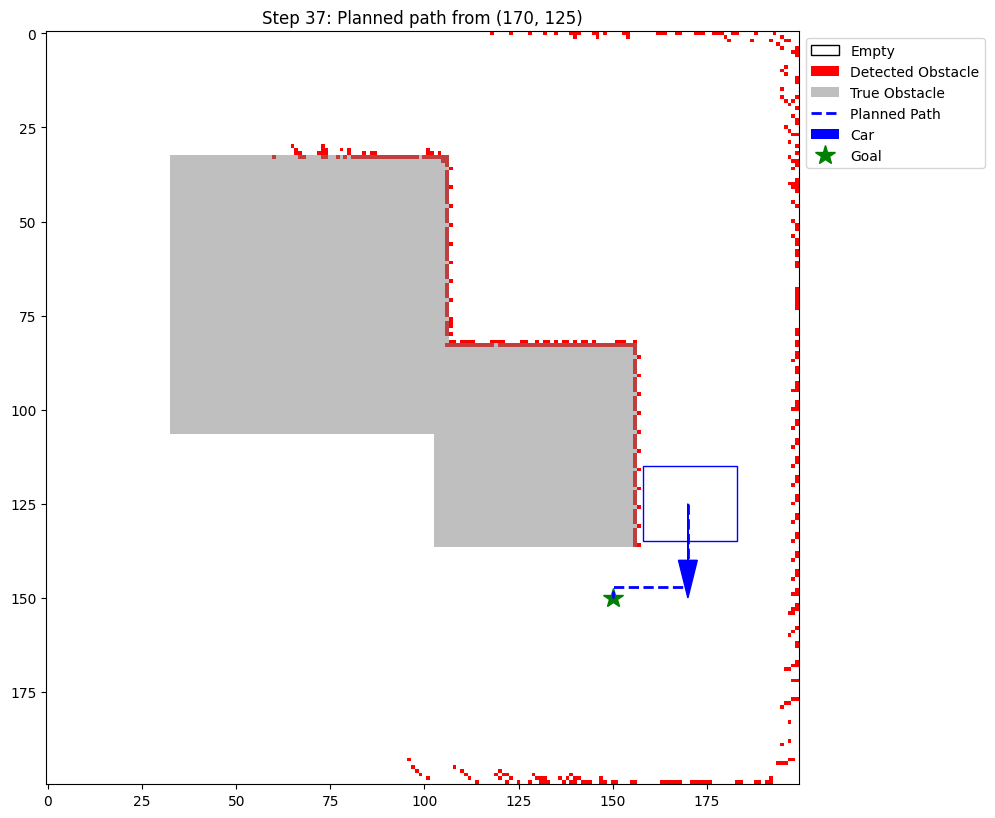 Step 37: Planned path from (170, 125)
Empty
Detected Obstacle
True Obstacle
Planned Path
Car
Goal
0
25
50
75
100
125
150
175
0 25 50 75 100 125 150 175